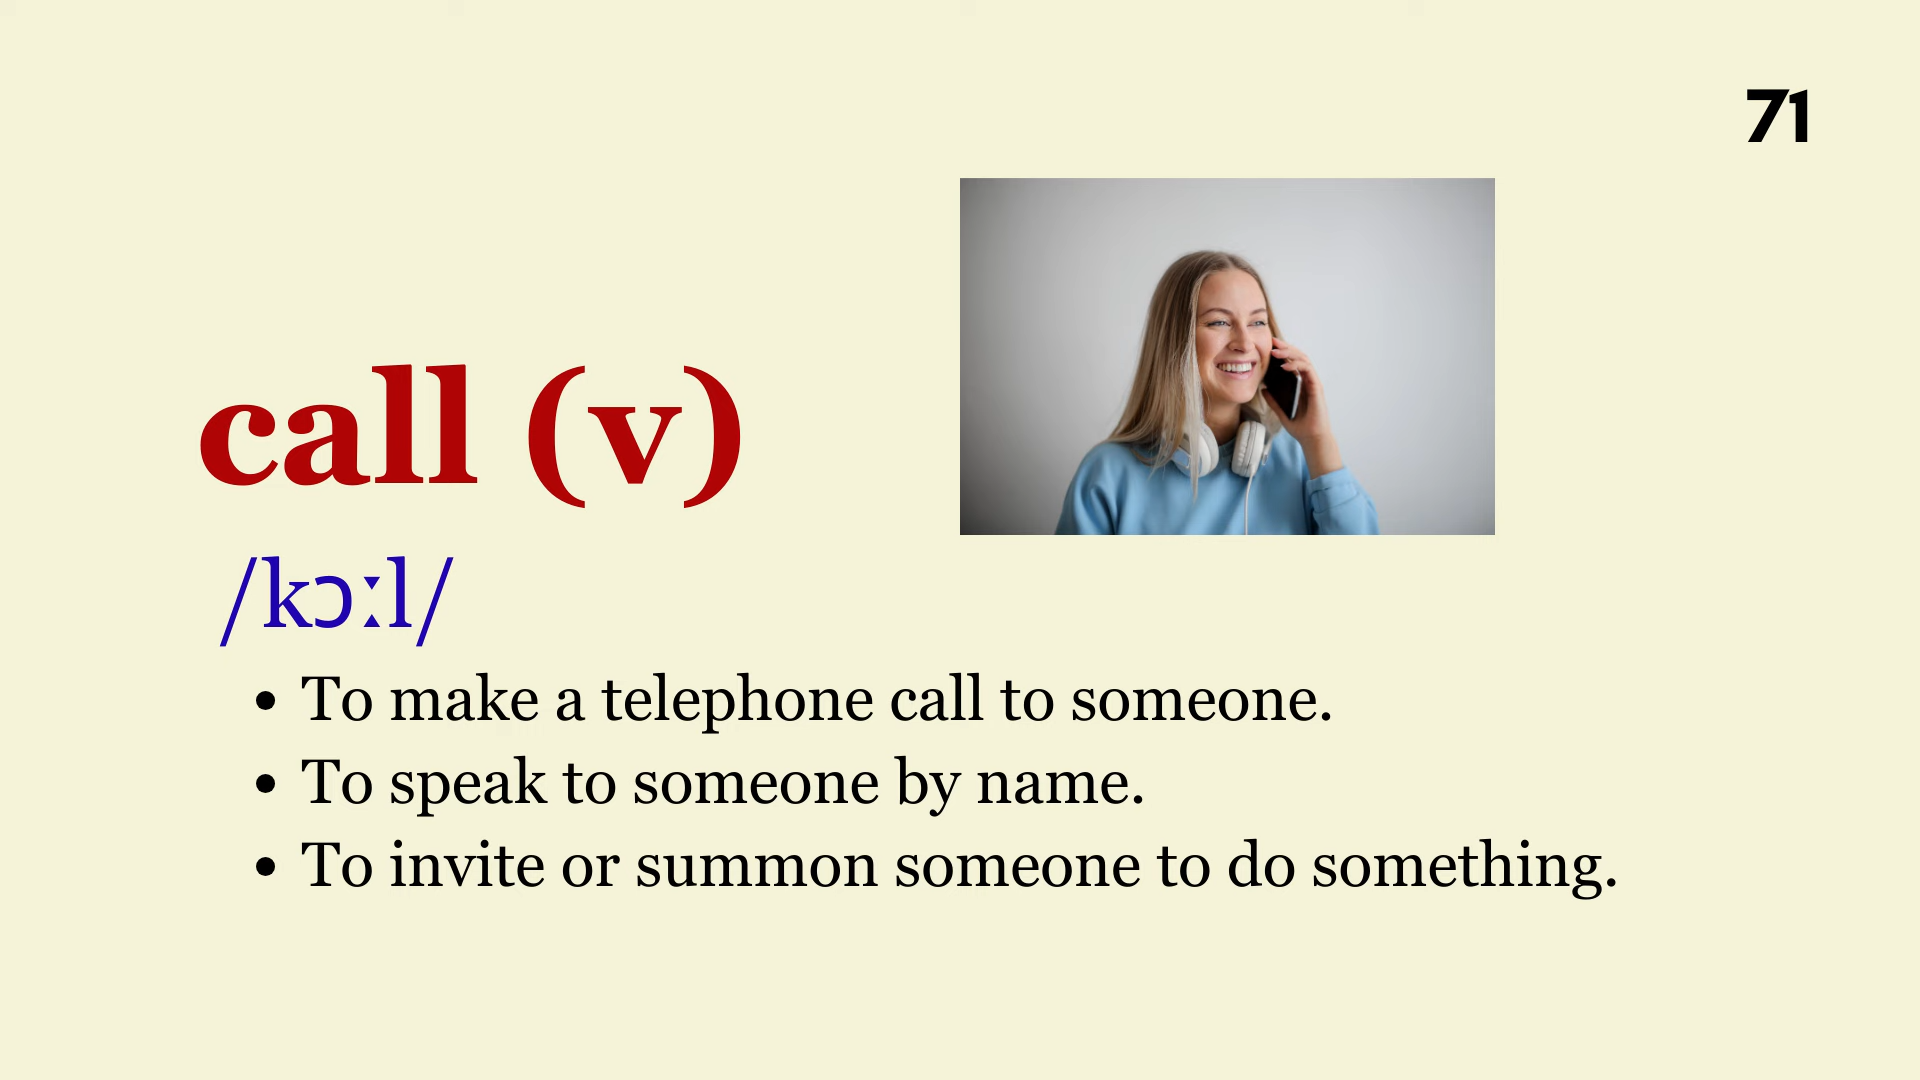 71
call (v)
/kɔːl/
• To make a telephone call to someone.
• To speak to someone by name.
• To invite or summon someone to do something.